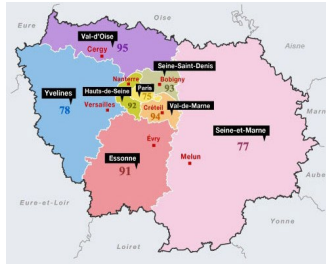 Eure
Oise
Aisne
Val-d'Oise
95
Cergy
Seine-Saint-Denis
Nanterre
Bobigny
93
Yvelines
78
Hauts-de-Seine
92
Paris
75
Versailles
Créteil
94
Val-de-Marne
Marn
Seine-et-Marne
77
Évry
Melun
Essonne
91
Aube
Eure-et-Loir
Yonne
Loiret